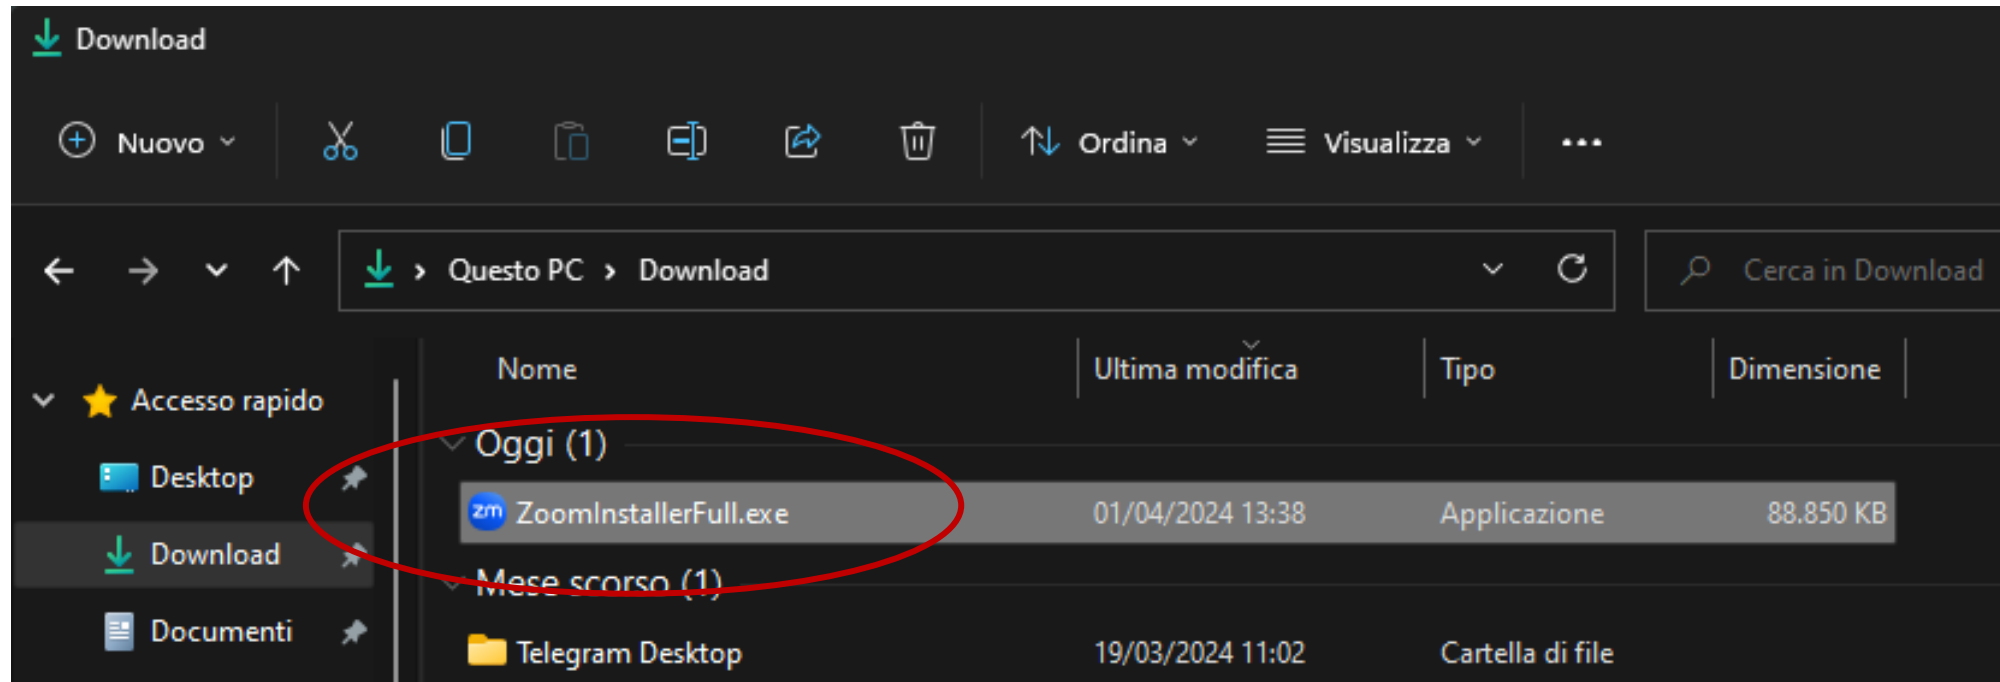 Download
Nuovo
Ordina
Visualizza
Questo PC > Download
Cerca in Download
Nome
Ultima modifica
Tipo
Dimensione
Accesso rapido
Desktop
Download
Documenti
Oggi (1)
zm ZoomInstallerFull.exe 01/04/2024 13:38 Applicazione 88.850 KB
Mese scorso (1)
Telegram Desktop 19/03/2024 11:02 Cartella di file